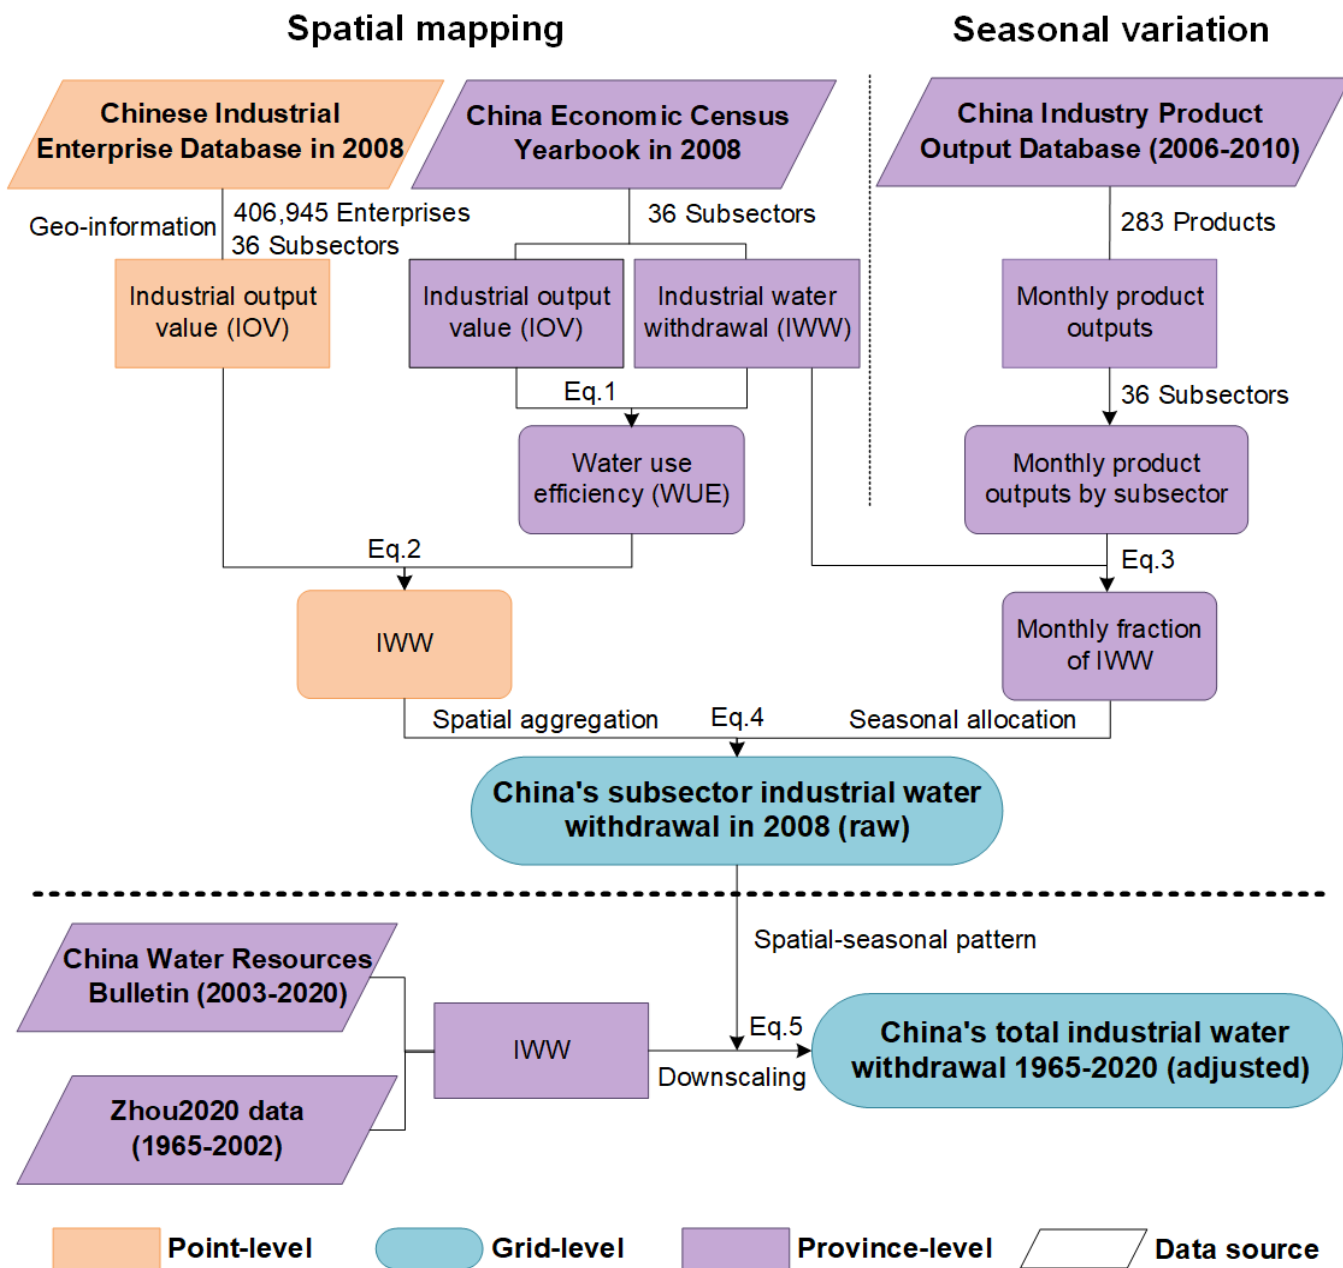 Spatial mapping
Seasonal variation
Chinese Industrial
Enterprise Database in 2008
China Economic Census
Yearbook in 2008
China Industry Product
Output Database (2006-2010)
Geo-information
406,945 Enterprises
36 Subsectors
36 Subsectors
283 Products
Industrial output
value (IOV)
Industrial output
value (IOV)
Industrial water
withdrawal (IWW)
Monthly product
outputs
Eq.1
36 Subsectors
Water use
efficiency (WUE)
Monthly product
outputs by subsector
Eq.2
Eq.3
IWW
Monthly fraction
of IWW
Spatial aggregation
Eq.4
Seasonal allocation
China's subsector industrial water
withdrawal in 2008 (raw)
China Water Resources
Bulletin (2003-2020)
Spatial-seasonal pattern
IWW
Eq.5
Downscaling
China's total industrial water
withdrawal 1965-2020 (adjusted)
Zhou2020 data
(1965-2002)
Point-level
Grid-level
Province-level
Data source